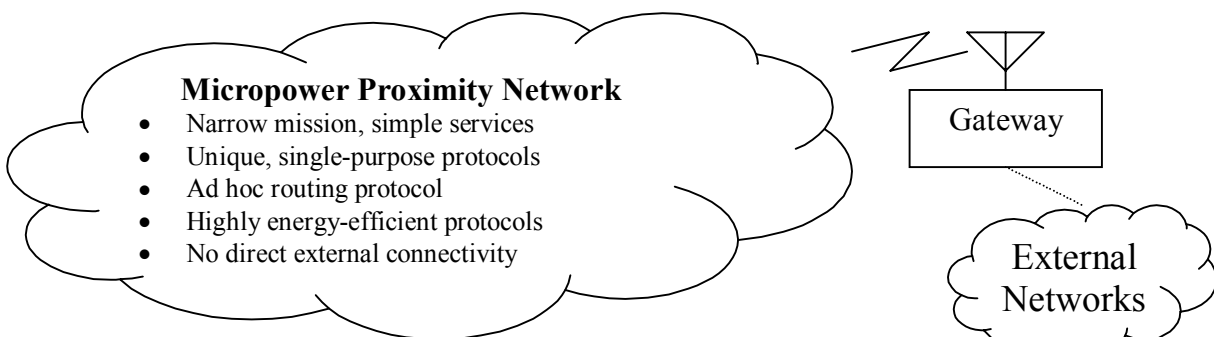 Micropower Proximity Network
• Narrow mission, simple services
• Unique, single-purpose protocols
• Ad hoc routing protocol
• Highly energy-efficient protocols
• No direct external connectivity
Gateway
External
Networks